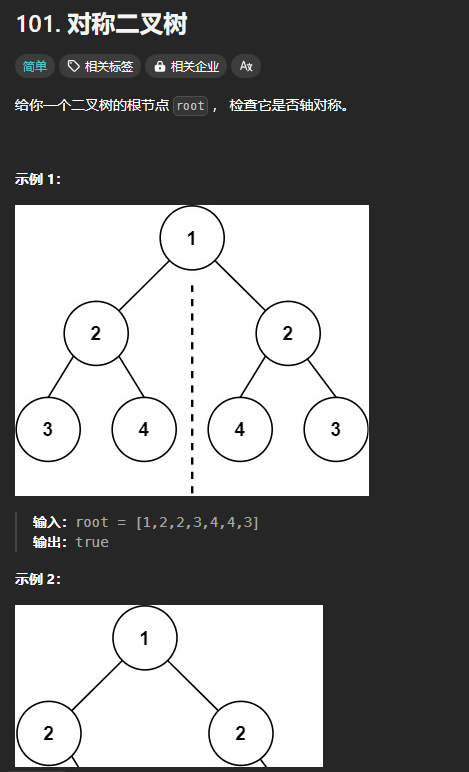 101. 对称二叉树
简单 相关标签 相关企业 A文
给你一个二叉树的根节点 root ， 检查它是否轴对称。
示例 1：
1
2 2
3 4 4 3
输入：root = [1,2,2,3,4,4,3]
输出：true
示例 2：
1
2 2